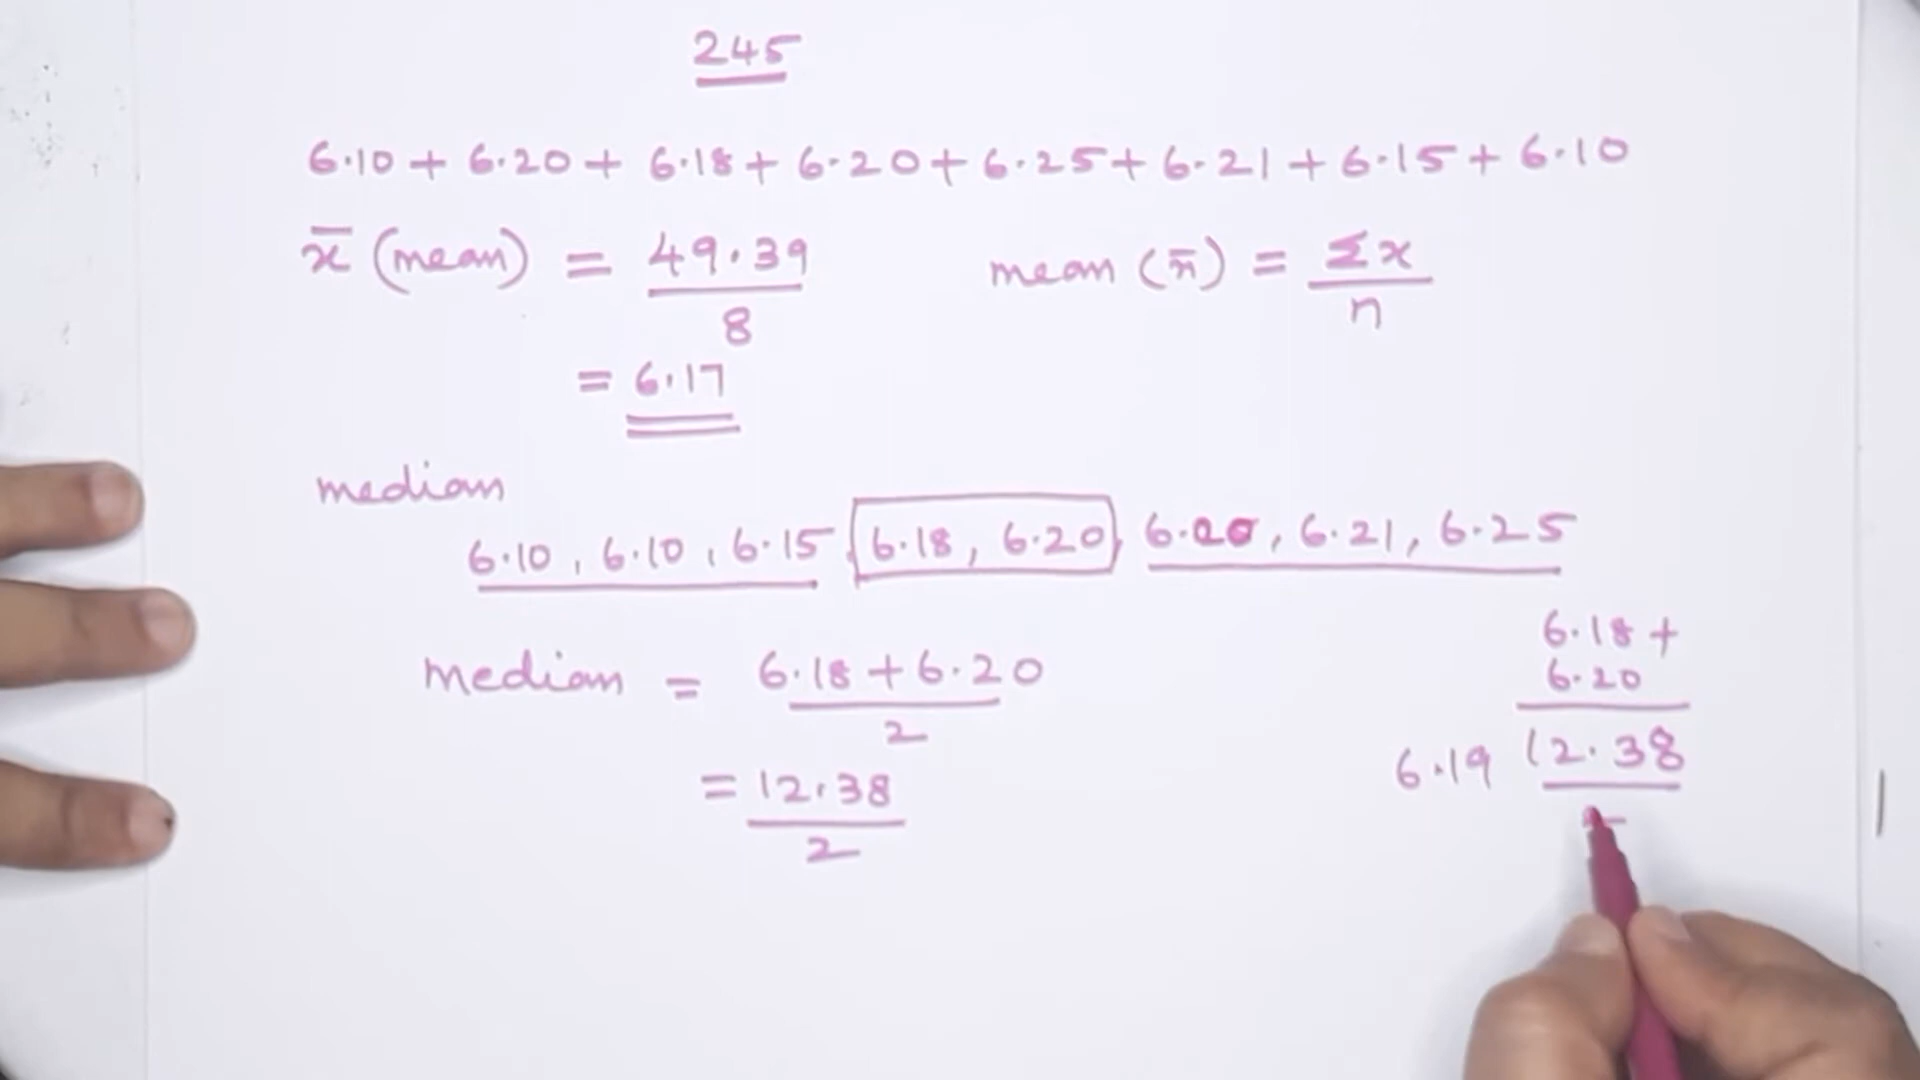 245
6.10 + 6.20 + 6.18 + 6.20 + 6.25 + 6.21 + 6.15 + 6.10
x̄ (mean) = 49.39
8
mean (x̄) = Σx
n
= 6.17
median
6.10, 6.10, 6.15, 6.18, 6.20, 6.20, 6.21, 6.25
median = 6.18 + 6.20
2
= 12.38
2
6.18 +
6.20
6.19 12.38